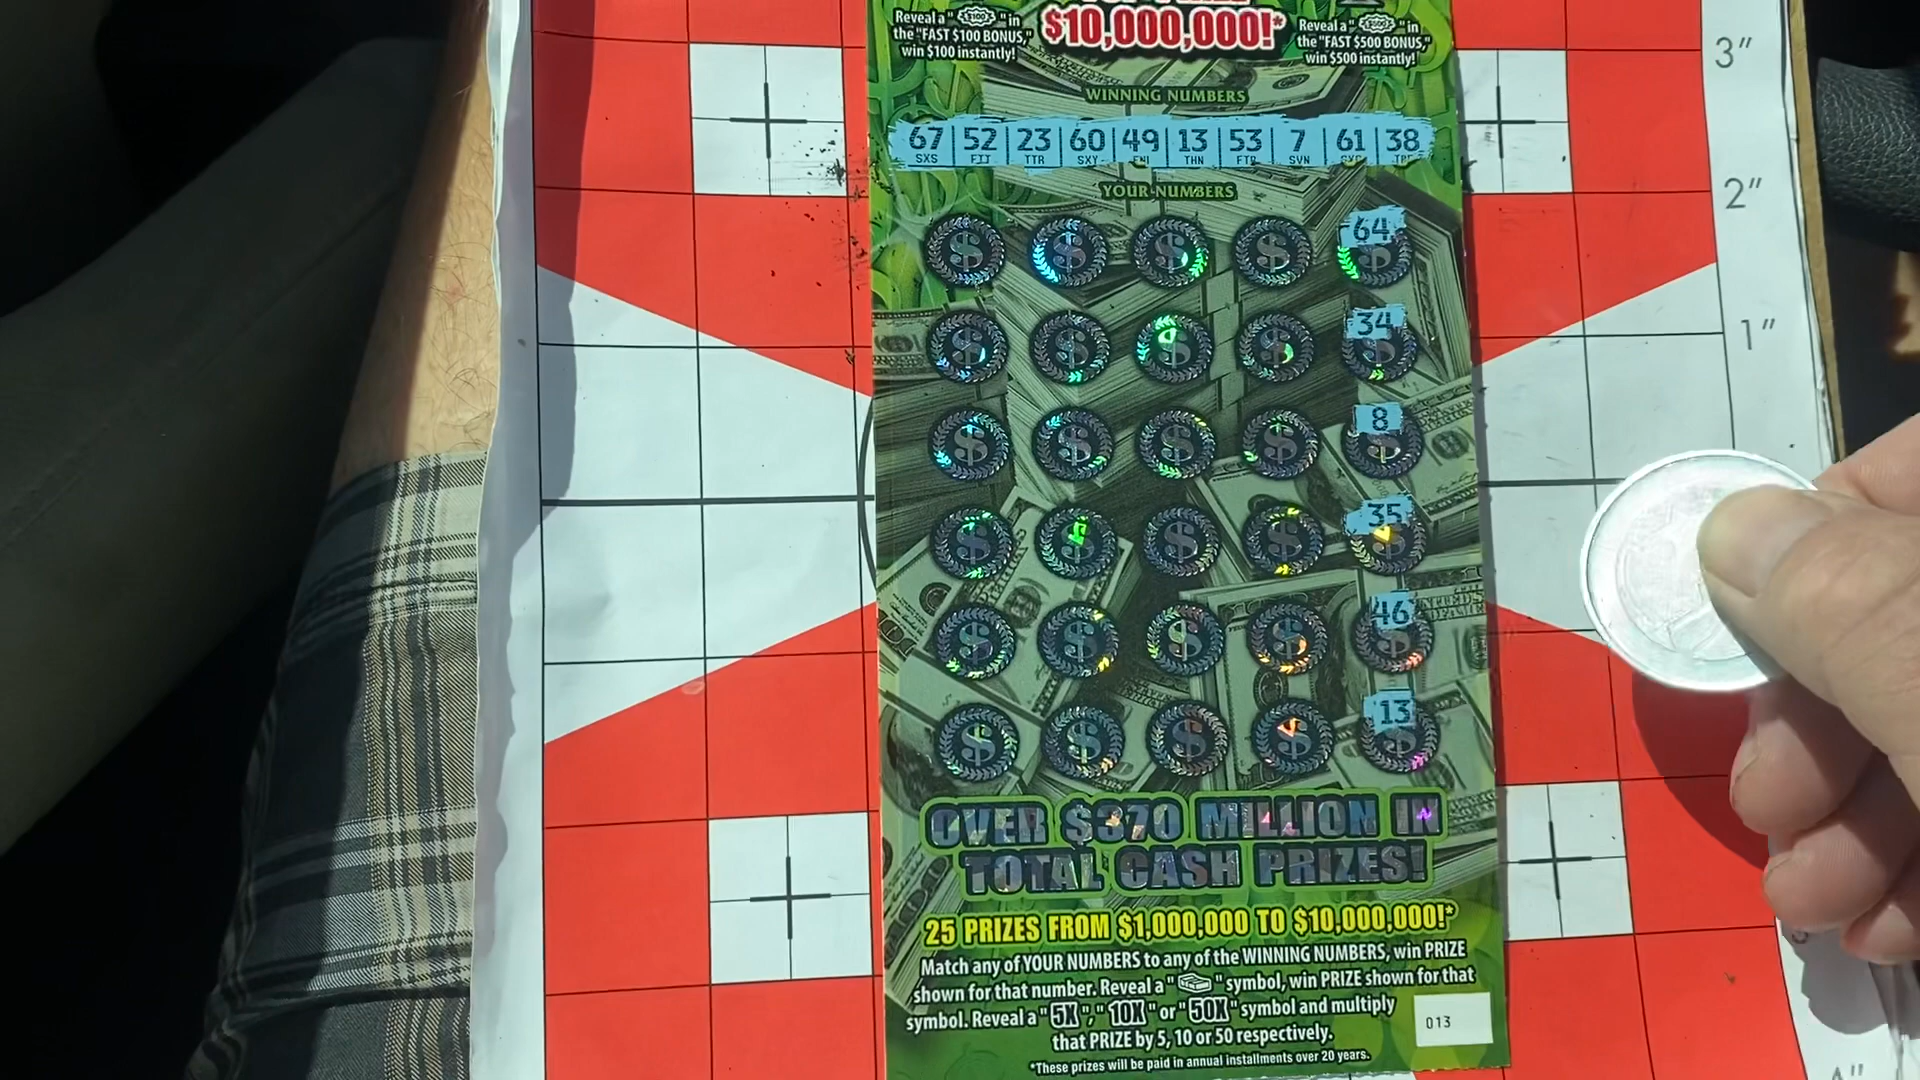 Reveal a " $100 " in
the "FAST $100 BONUS,"
win $100 instantly!
$10,000,000!*
Reveal a " $500 " in
the "FAST $500 BONUS,"
win $500 instantly!
WINNING NUMBERS
67 52 23 60 49 13 53 7 61 38
SXS TTR SXY THN SVN
YOUR NUMBERS
$ $ $ $ 64
$ $ $ $ 34
$ $ $ $ 8
$ $ $ $ 35
$ $ $ $ 46
$ $ $ $ 13
OVER $370 MILLION IN
TOTAL CASH PRIZES!
25 PRIZES FROM $1,000,000 TO $10,000,000!*
Match any of YOUR NUMBERS to any of the WINNING NUMBERS, win PRIZE
shown for that number. Reveal a " " symbol, win PRIZE shown for that
symbol. Reveal a "5X", "10X" or "50X" symbol and multiply
that PRIZE by 5, 10 or 50 respectively.
*These prizes will be paid in annual installments over 20 years.
013
3"
2"
1"
4"